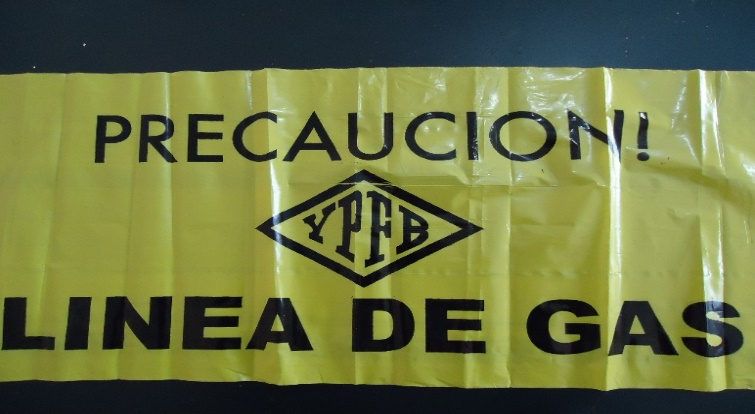 PRECAUCION!
YPFB
LINEA DE GAS